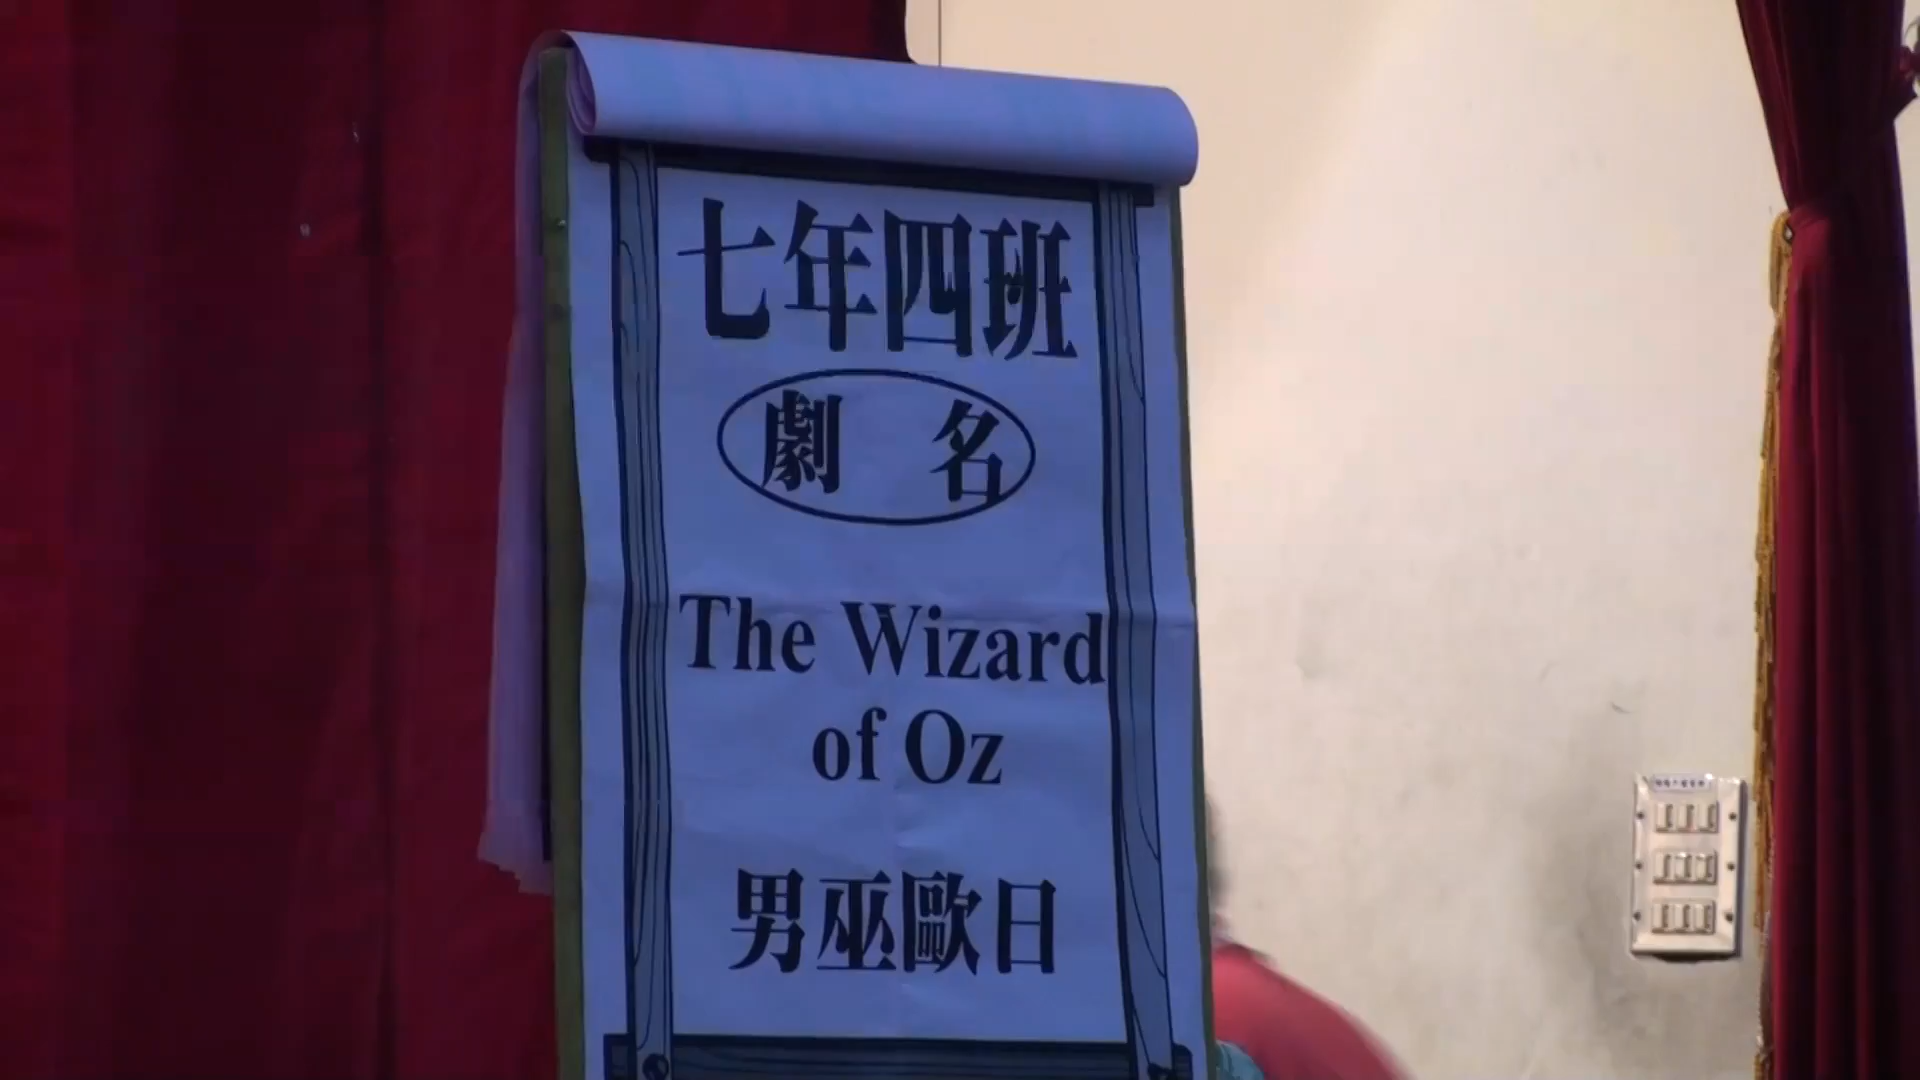 七年四班
劇 名
The Wizard
of Oz
男巫歐日